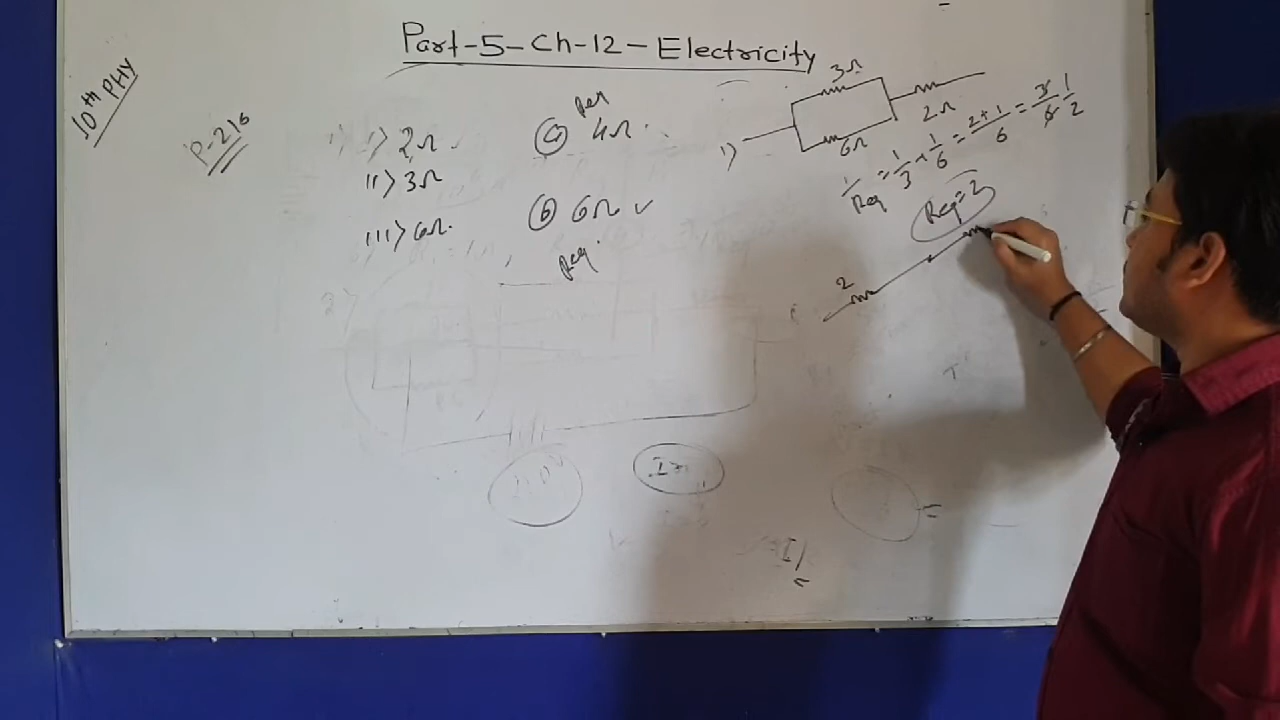 Part-5-Ch-12-Electricity
10th PHY
P-216
i) 2Ω
ii) 3Ω
iii) 6Ω.
Req
a 4Ω
b 6Ω ✓
Req
1)
3Ω
6Ω
2Ω
1/Req = 1/3 + 1/6 = 2+1/6 = 3/6 1/2
Req = 2
2